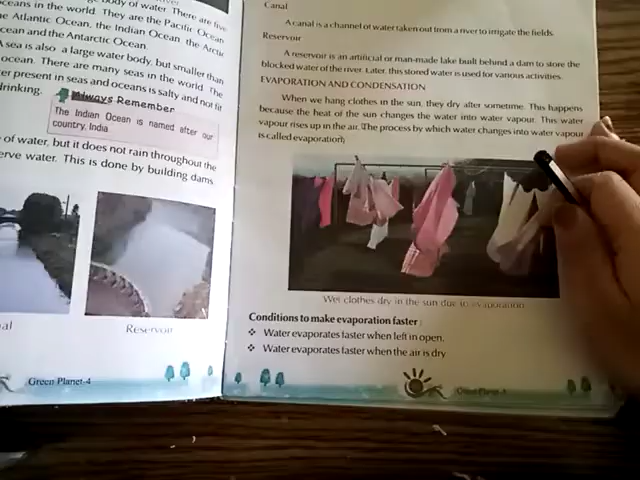 body of water. There are five
oceans in the world. They are the Pacific Ocean
Atlantic Ocean, the Indian Ocean, the Arctic
cean and the Antarctic Ocean.
sea is also a large water body, but smaller than
ocean. There are many seas in the world. The
er present in seas and oceans is salty and not fit
drinking.
Always Remember
The Indian Ocean is named after our
country, India
of water, but it does not rain throughout the
erve water. This is done by building dams.
al
Reservoir
Green Planet-4
Canal
A canal is a channel of water taken out from a river to irrigate the fields.
Reservoir
A reservoir is an artificial or man-made lake built behind a dam to store the
blocked water of the river. Later, this stored water is used for various activities.
EVAPORATION AND CONDENSATION
When we hang clothes in the sun, they dry after sometime. This happens
because the heat of the sun changes the water into water vapour. This water
vapour rises up in the air. The process by which water changes into water vapour
is called evaporation.
Wet clothes dry in the sun due to evaporation
Conditions to make evaporation faster :
❖ Water evaporates faster when left in open.
❖ Water evaporates faster when the air is dry
Green Planet-4